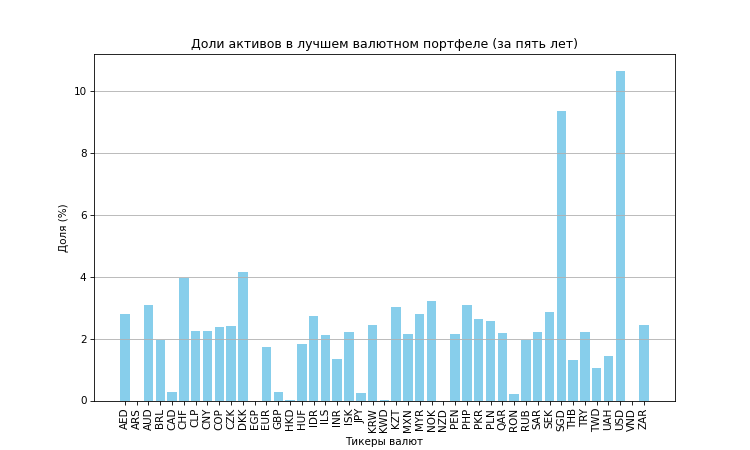 Доли активов в лучшем валютном портфеле (за пять лет)
Доля (%)
10
8
6
4
2
0
AED ARS AUD BRL CAD CHF CLP CNY COP CZK DKK EGP EUR GBP HKD HUF IDR ILS INR ISK JPY KRW KWD KZT MXN MYR NOK NZD PEN PHP PKR PLN QAR RON RUB SAR SEK SGD THB TRY TWD UAH USD VND ZAR
Тикеры валют